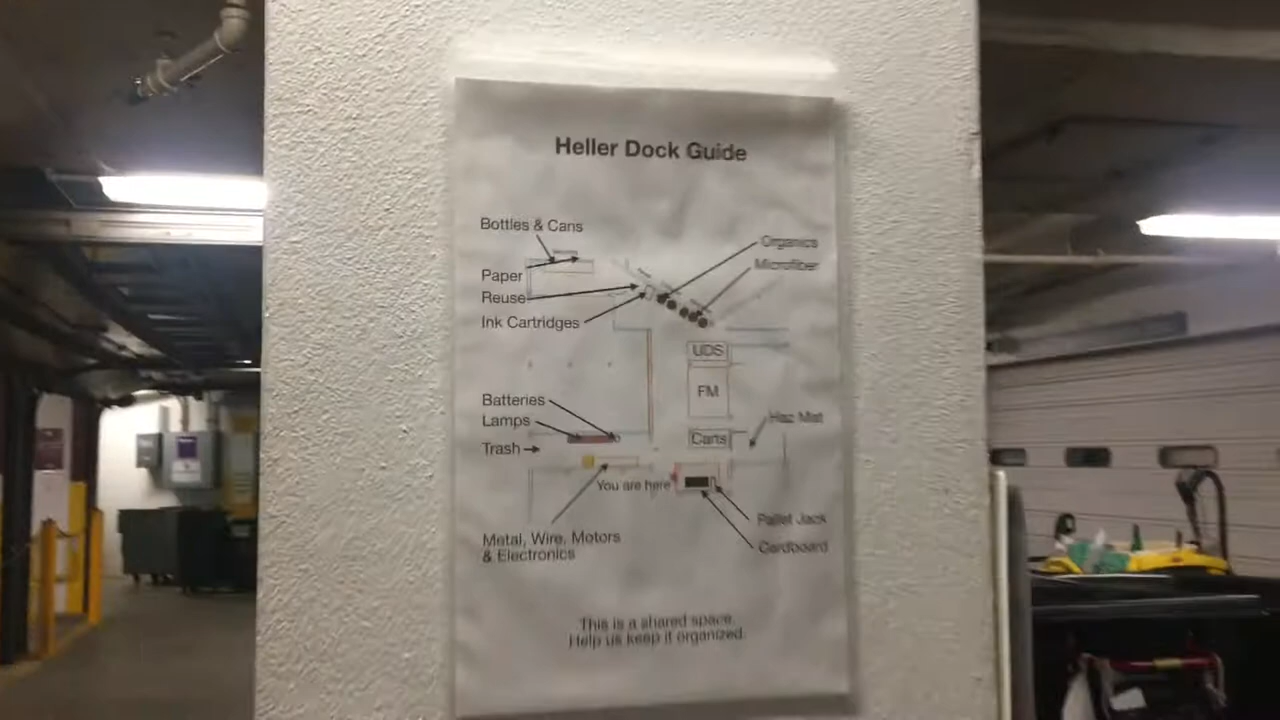 Heller Dock Guide
Bottles & Cans
Organics
Microfiber
Paper
Reuse
Ink Cartridges
UDS
FM
Batteries
Lamps
Haz Mat
Carts
Trash
You are here
Pallet Jack
Metal, Wire, Motors
& Electronics
Cardboard
This is a shared space.
Help us keep it organized.